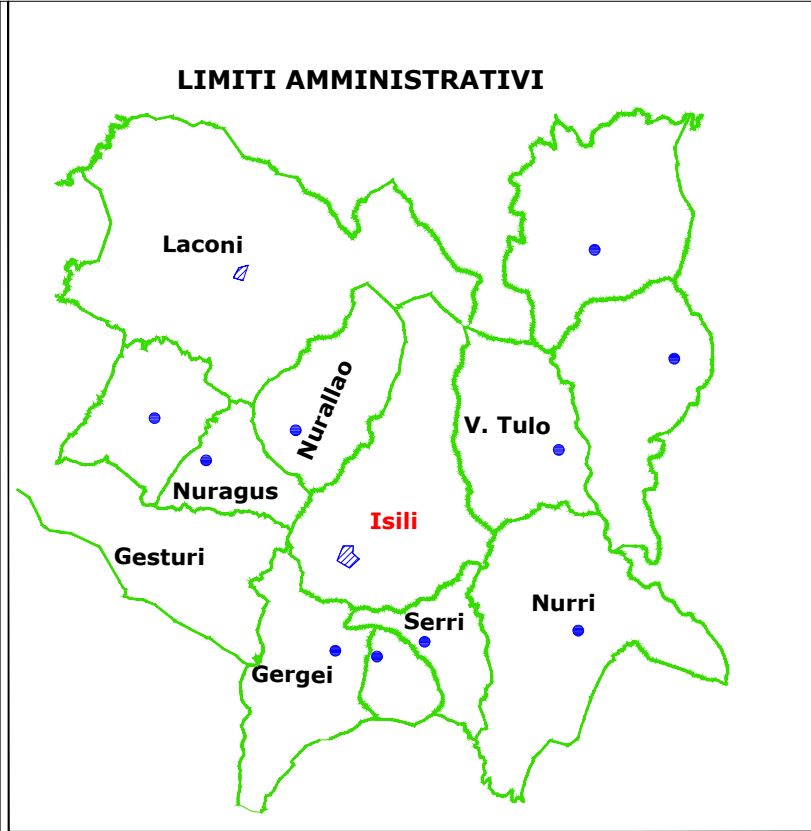 LIMITI AMMINISTRATIVI
Laconi
Nurallao
V. Tulo
Nuragus
Isili
Gesturi
Nurri
Serri
Gergei